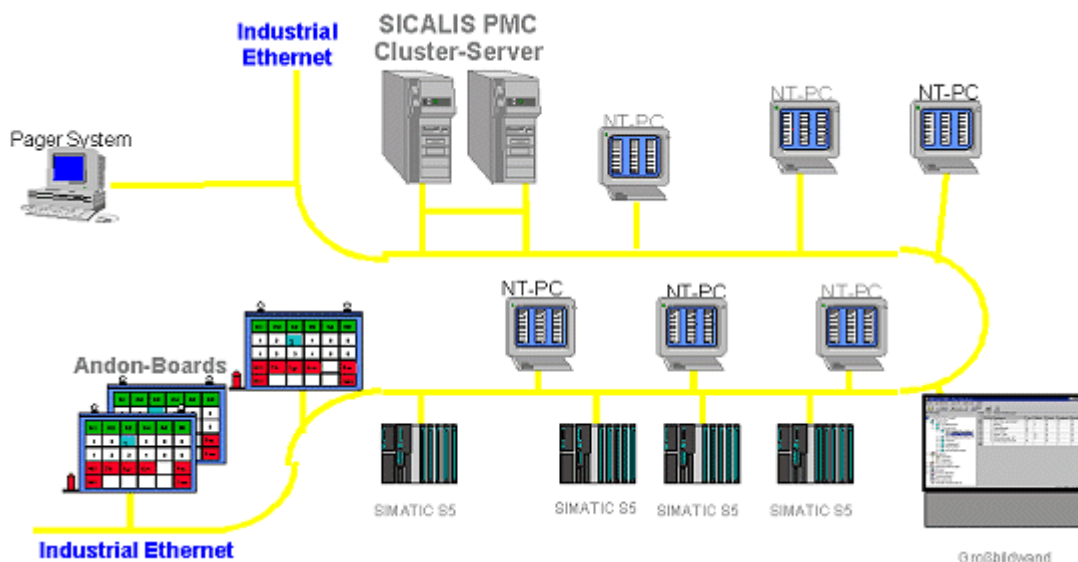 Industrial
Ethernet
SICALIS PMC
Cluster-Server
NT-PC
NT-PC
NT-PC
Pager System
NT-PC
NT-PC
NT-PC
Andon-Boards
SIMATIC S5
SIMATIC S5
SIMATIC S5
SIMATIC S5
Industrial Ethernet
Großbildwand